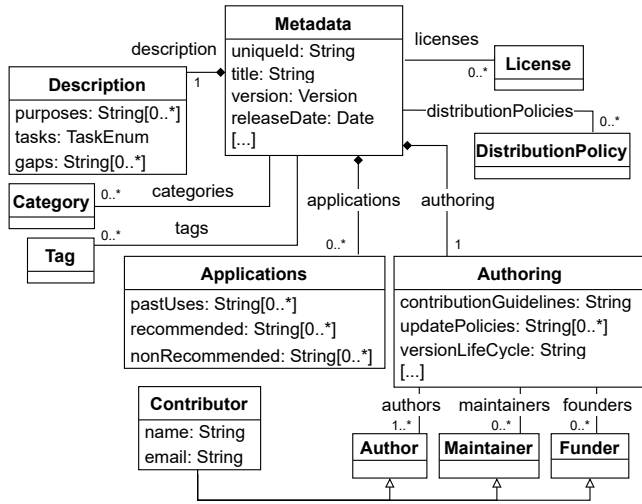 Metadata
uniqueId: String
title: String
version: Version
releaseDate: Date
[...]
description
1
Description
purposes: String[0..*]
tasks: TaskEnum
gaps: String[0..*]
licenses
0..*
License
distributionPolicies
0..*
DistributionPolicy
Category
0..*
categories
Tag
0..*
tags
applications
0..*
authoring
1
Applications
pastUses: String[0..*]
recommended: String[0..*]
nonRecommended: String[0..*]
Authoring
contributionGuidelines: String
updatePolicies: String[0..*]
versionLifeCycle: String
[...]
Contributor
name: String
email: String
authors
1..*
maintainers
0..*
founders
0..*
Author
Maintainer
Funder